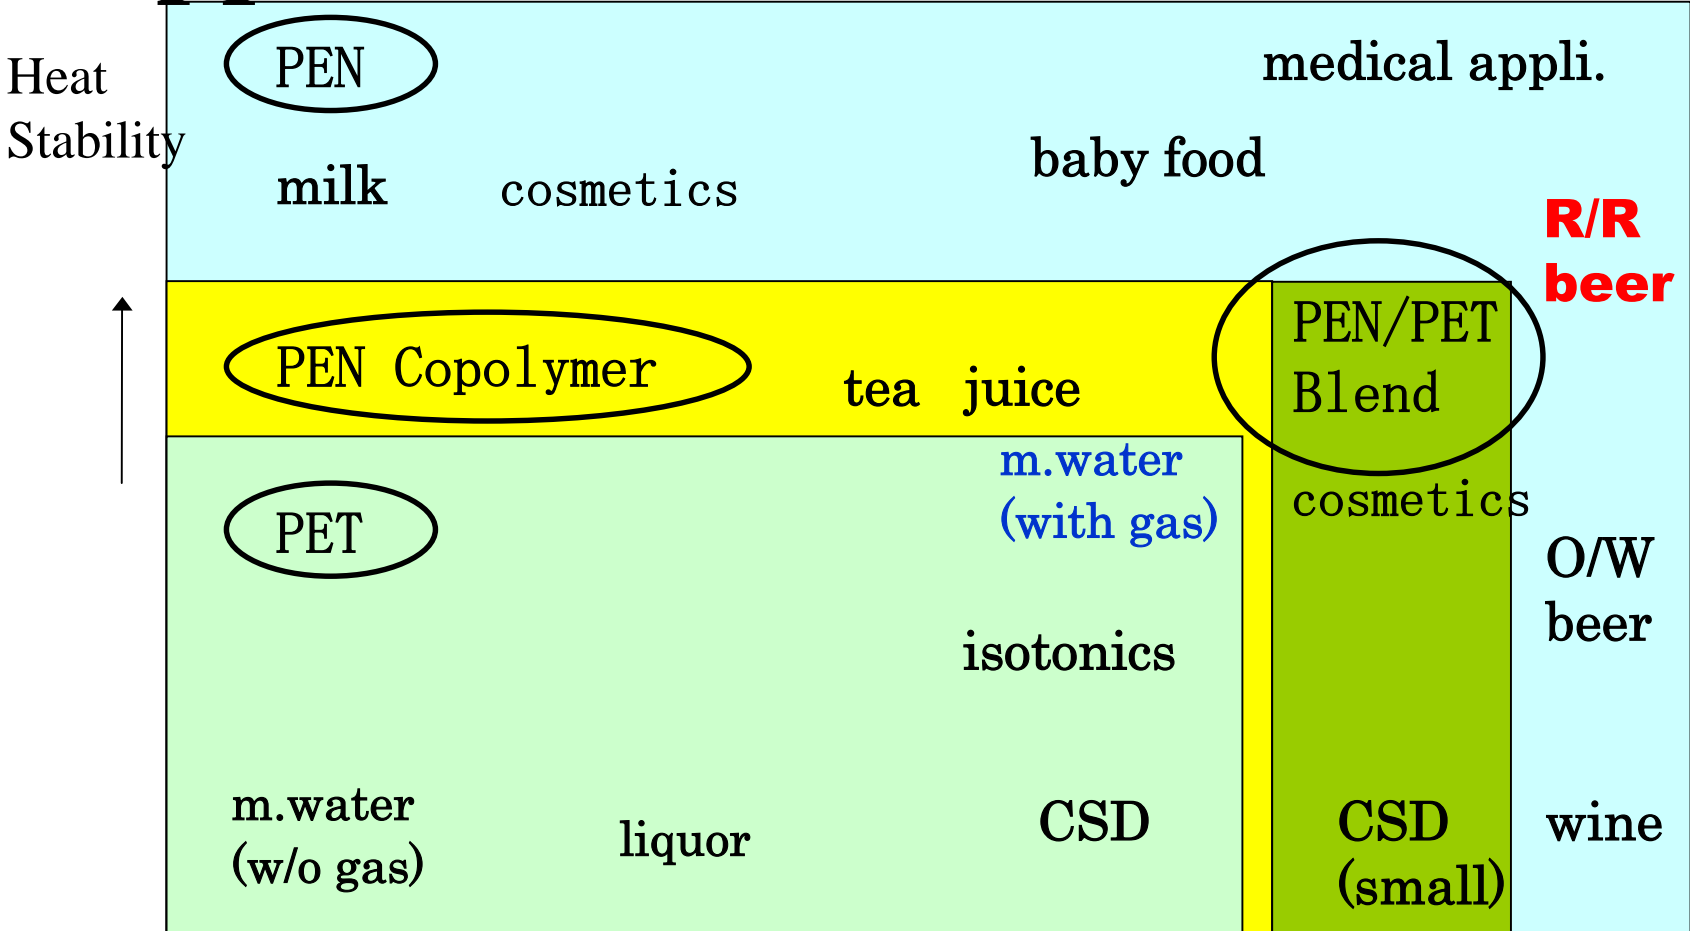 Heat
Stability
PEN
medical appli.
baby food
milk
cosmetics
R/R
beer
PEN Copolymer
tea juice
PEN/PET
Blend
m.water
(with gas)
cosmetics
PET
O/W
beer
isotonics
m.water
(w/o gas)
liquor
CSD
CSD
(small)
wine